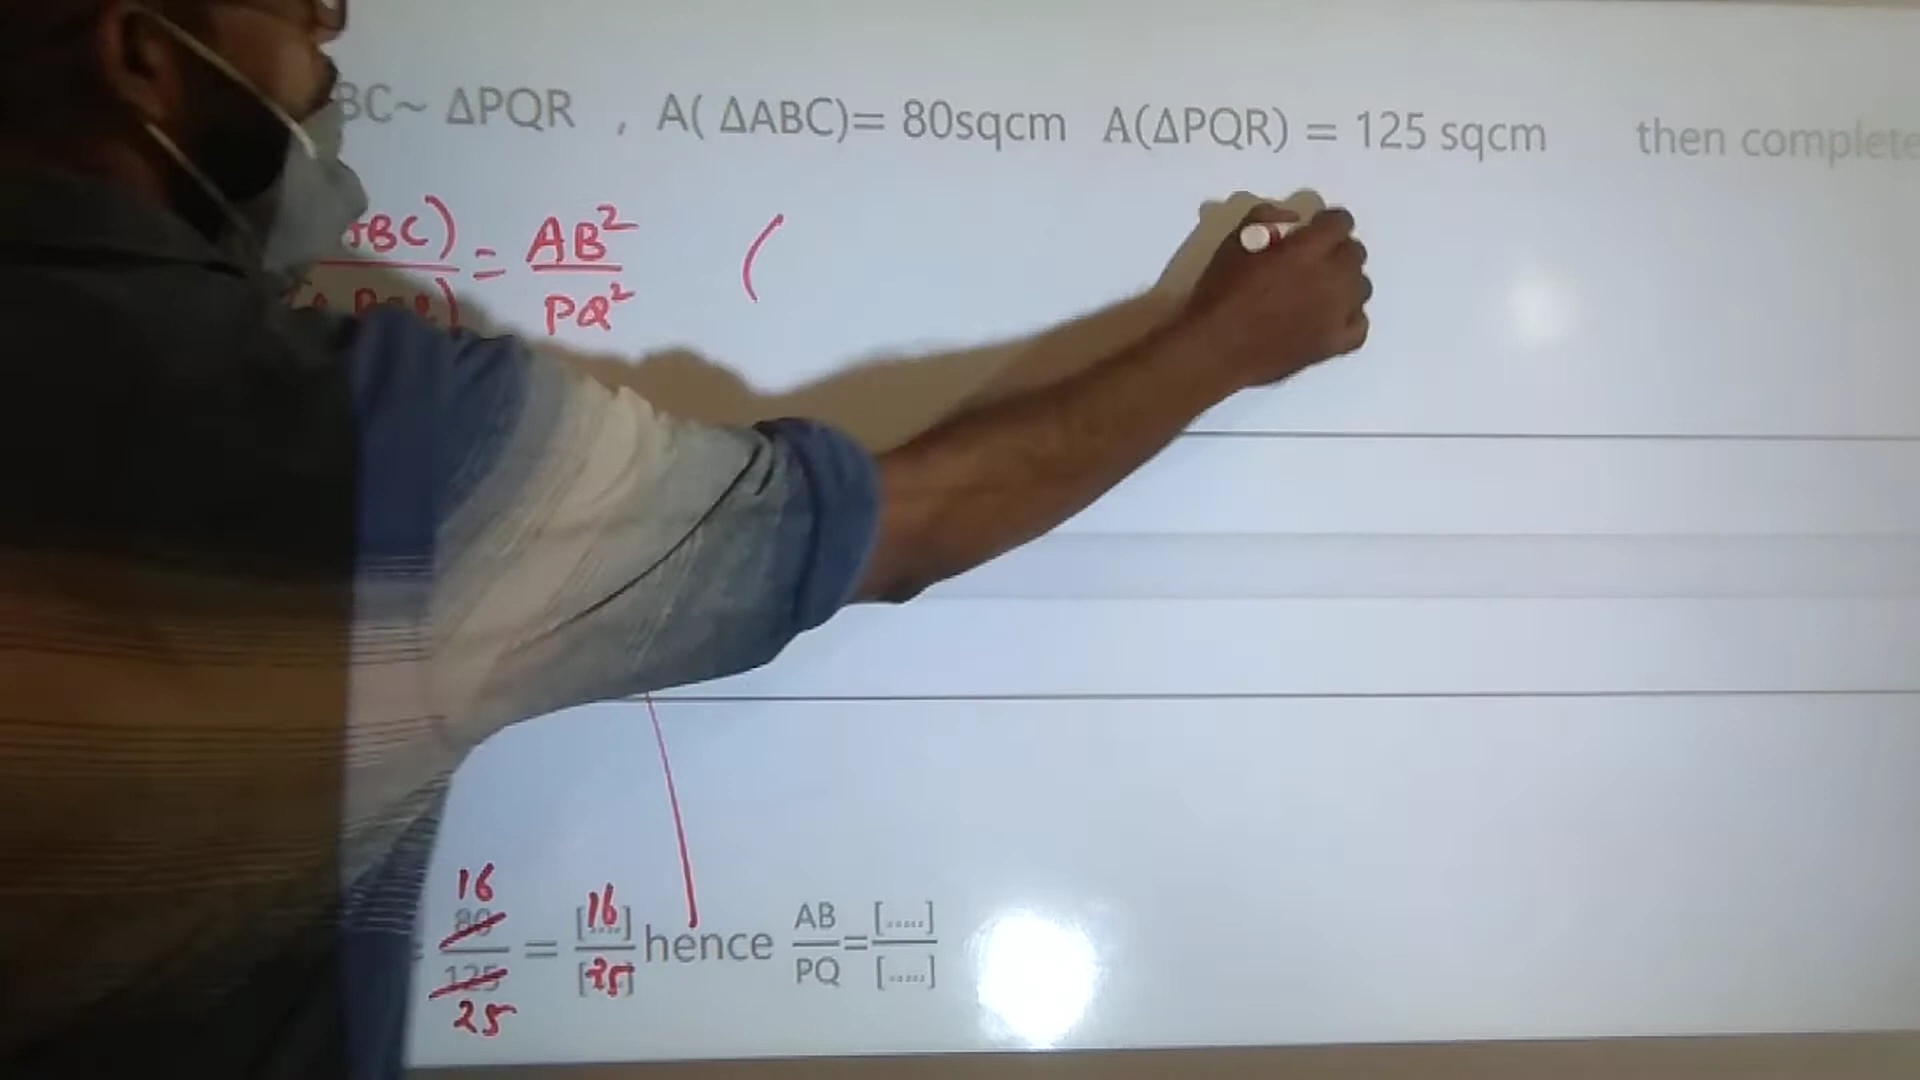 BC~ ΔPQR , A( ΔABC)= 80sqcm A(ΔPQR) = 125 sqcm then complete
BC) / = AB² / PQ² (
16
80 / 125 = [16] / [25] hence AB / PQ = [.....] / [.....]
25